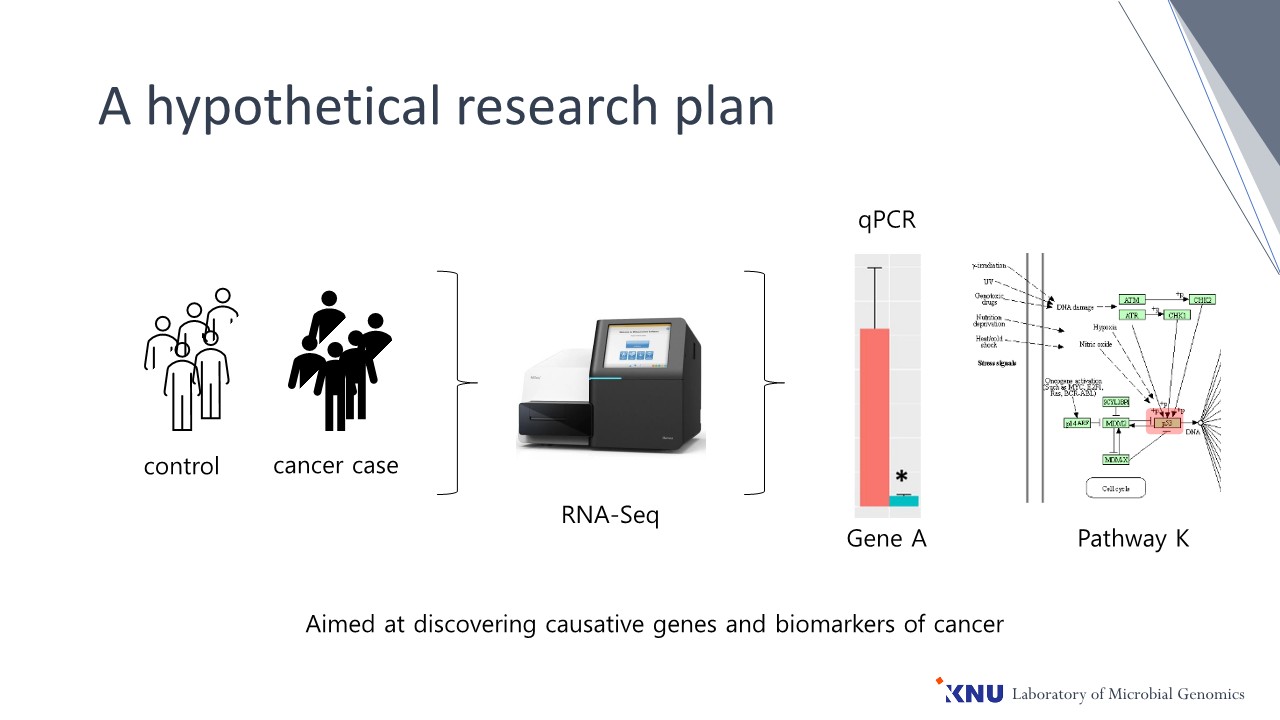 A hypothetical research plan
control
cancer case
RNA-Seq
qPCR
*
Gene A
γ-irradiation
UV
Genotoxic
drugs
Nutrition
deprivation
Heat/cold
shock
Stress signals
DNA damage
ATM
ATR
+p
CHK2
+p
CHK1
Hypoxia
Nitric oxide
Oncogene activation
(Such as MYC, E2F1,
Ras, BCR-ABL)
p14ARF
MDM2
MDM-X
+p
+p
+p
p53
DNA
Cell cycle
Pathway K
Aimed at discovering causative genes and biomarkers of cancer
KNU Laboratory of Microbial Genomics